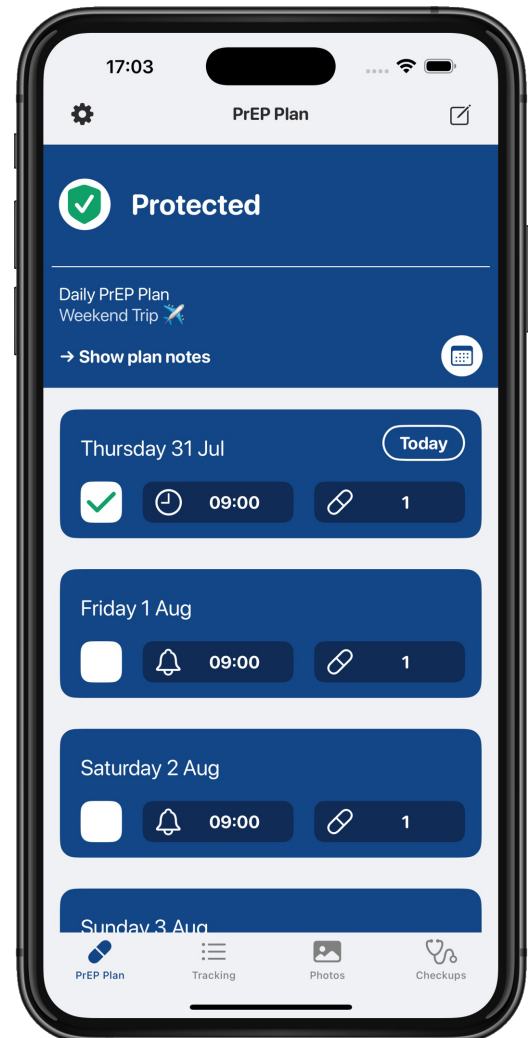 17:03
PrEP Plan
Protected
Daily PrEP Plan
Weekend Trip ✈️
→ Show plan notes
Thursday 31 Jul
Today
09:00
1
Friday 1 Aug
09:00
1
Saturday 2 Aug
09:00
1
Sunday 3 Aug
PrEP Plan
Tracking
Photos
Checkups